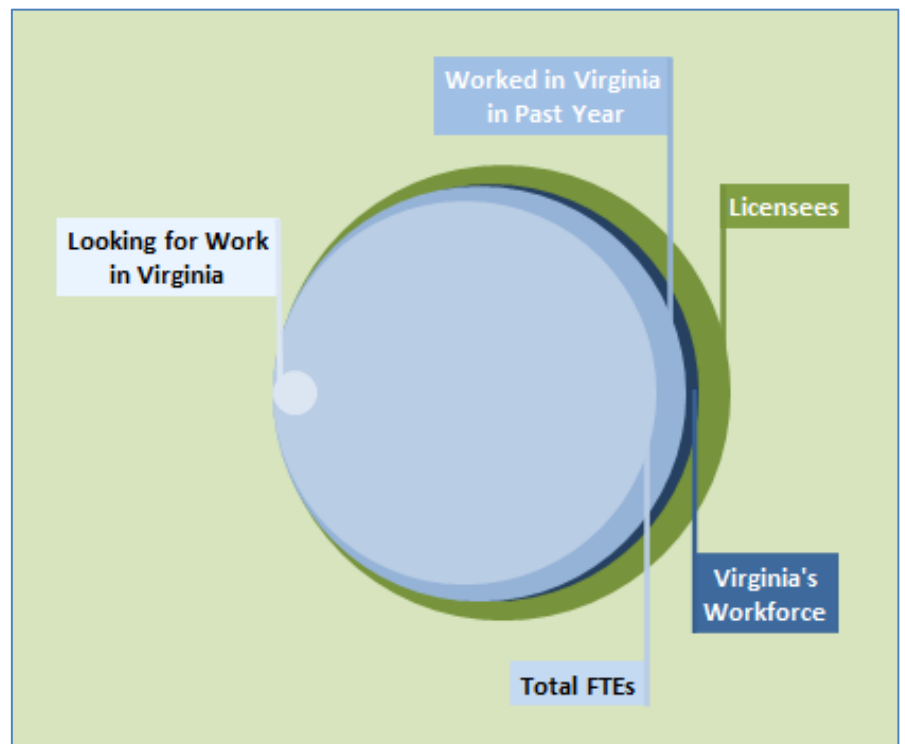 Worked in Virginia
in Past Year
Licensees
Looking for Work
in Virginia
Virginia's
Workforce
Total FTEs